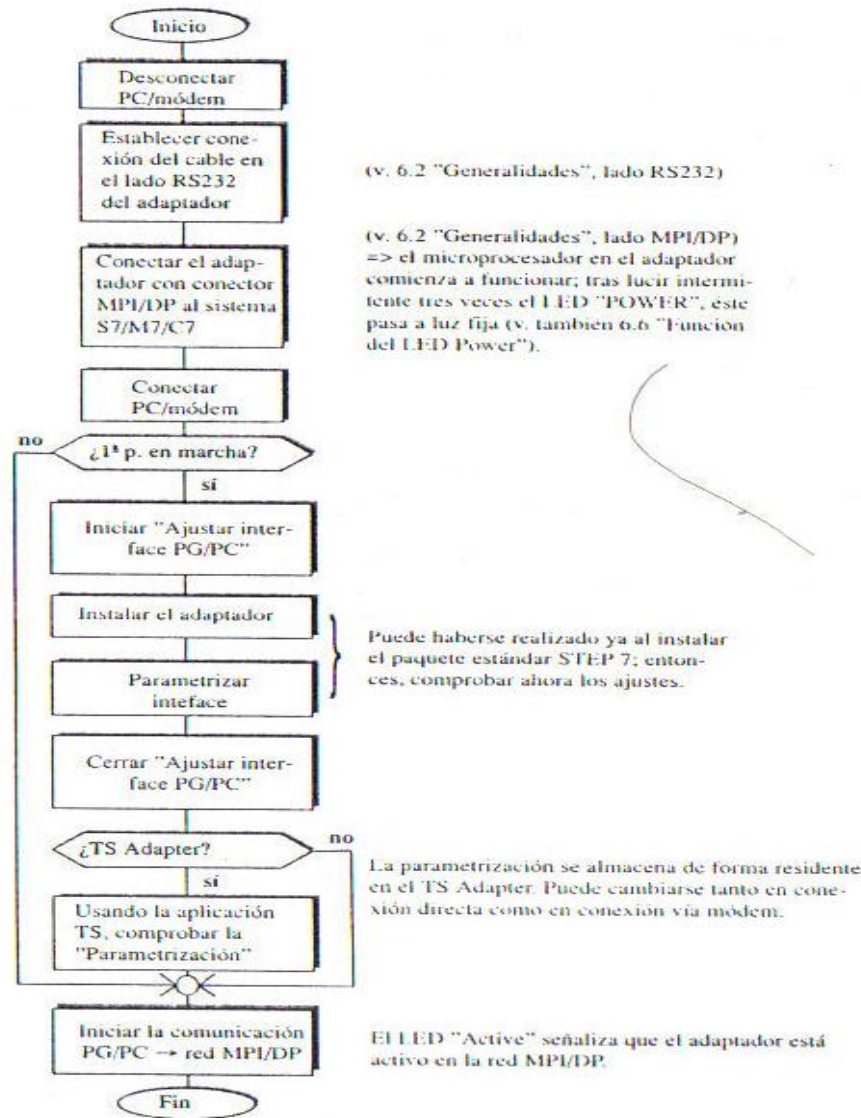 Inicio
Desconectar
PC/módem
Establecer cone-
xión del cable en
el lado RS232
del adaptador
(v. 6.2 "Generalidades", lado RS232)
Conectar el adap-
tador con conector
MPI/DP al sistema
S7/M7/C7
(v. 6.2 "Generalidades", lado MPI/DP)
=> el microprocesador en el adaptador
comienza a funcionar; tras lucir intermi-
tente tres veces el LED "POWER", éste
pasa a luz fija (v. también 6.6 "Función
del LED Power").
Conectar
PC/módem
no
¿1ª p. en marcha?
sí
Iniciar "Ajustar inter-
face PG/PC"
Instalar el adaptador
Parametrizar
inteface
Puede haberse realizado ya al instalar
el paquete estándar STEP 7; enton-
ces, comprobar ahora los ajustes.
Cerrar "Ajustar inter-
face PG/PC"
¿TS Adapter?
no
sí
Usando la aplicación
TS, comprobar la
"Parametrización"
La parametrización se almacena de forma residente
en el TS Adapter. Puede cambiarse tanto en cone-
xión directa como en conexión vía módem.
Iniciar la comunicación
PG/PC → red MPI/DP
El LED "Active" señaliza que el adaptador está
activo en la red MPI/DP.
Fin